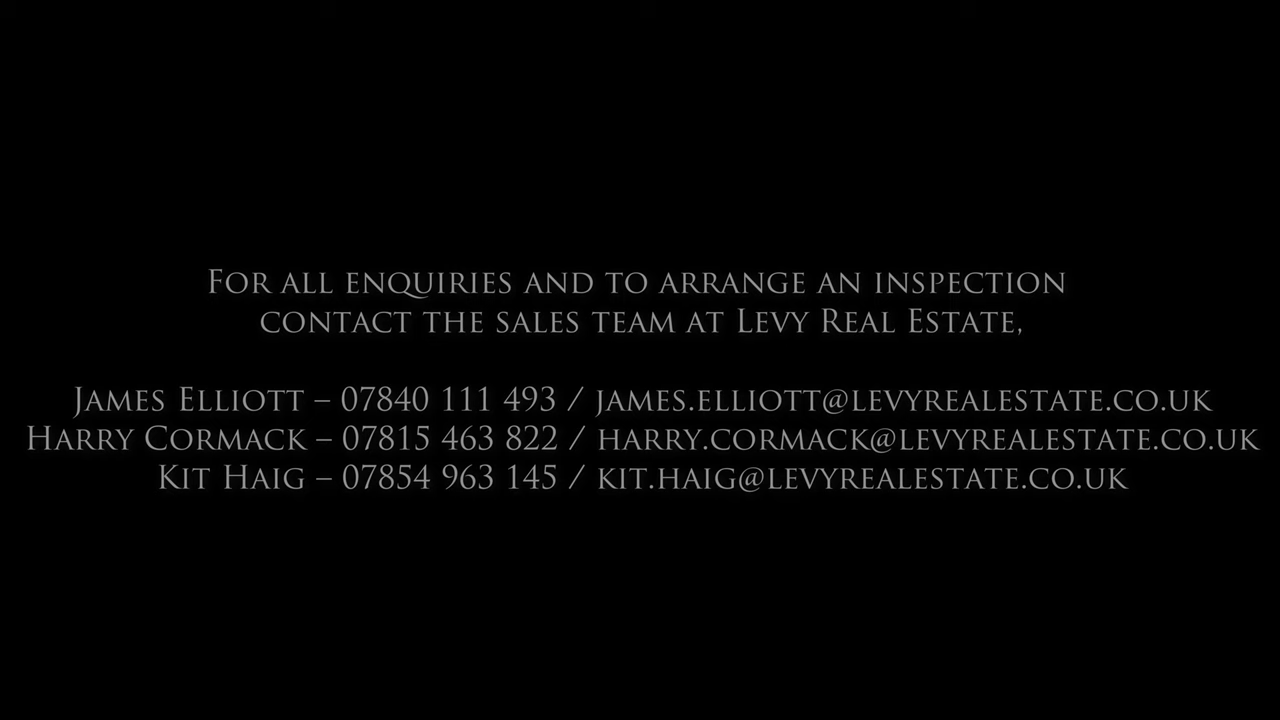 For all enquiries and to arrange an inspection
contact the sales team at Levy Real Estate,
James Elliott – 07840 111 493 / james.elliott@levyrealestate.co.uk
Harry Cormack – 07815 463 822 / harry.cormack@levyrealestate.co.uk
Kit Haig – 07854 963 145 / kit.haig@levyrealestate.co.uk